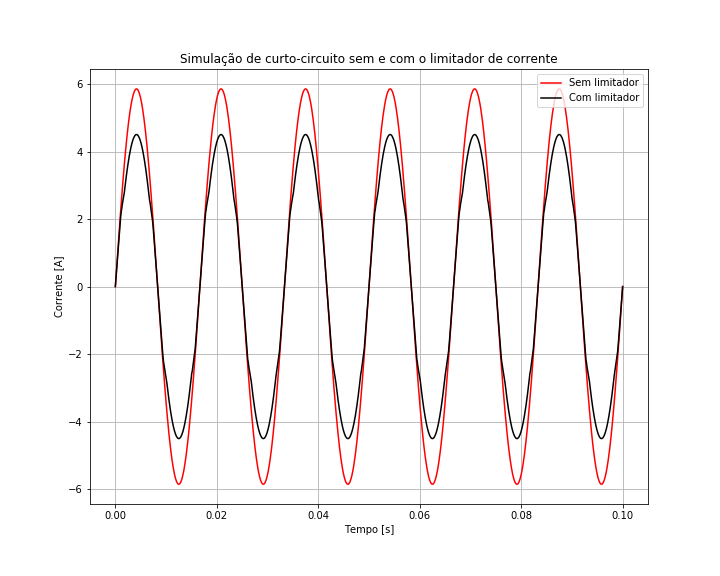 Simulação de curto-circuito sem e com o limitador de corrente
Sem limitador
Com limitador
6
4
2
0
−2
−4
−6
Corrente [A]
0.00
0.02
0.04
0.06
0.08
0.10
Tempo [s]